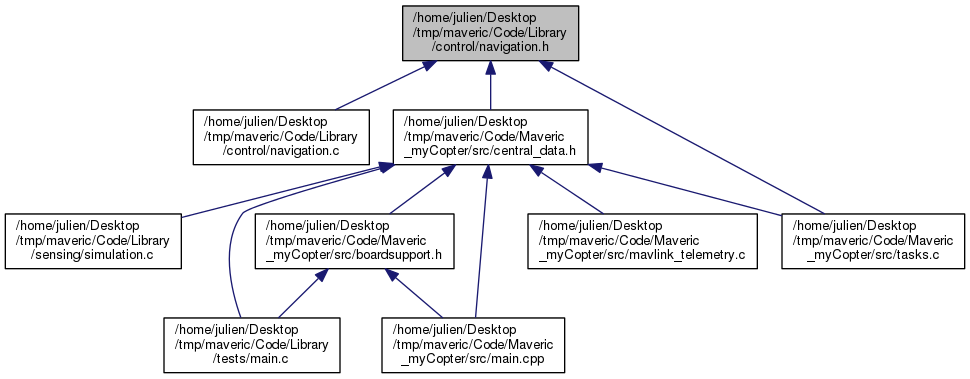 /home/julien/Desktop
/tmp/maveric/Code/Library
/control/navigation.h
/home/julien/Desktop
/tmp/maveric/Code/Library
/control/navigation.c
/home/julien/Desktop
/tmp/maveric/Code/Maveric
_myCopter/src/central_data.h
/home/julien/Desktop
/tmp/maveric/Code/Library
/sensing/simulation.c
/home/julien/Desktop
/tmp/maveric/Code/Maveric
_myCopter/src/boardsupport.h
/home/julien/Desktop
/tmp/maveric/Code/Maveric
_myCopter/src/mavlink_telemetry.c
/home/julien/Desktop
/tmp/maveric/Code/Maveric
_myCopter/src/tasks.c
/home/julien/Desktop
/tmp/maveric/Code/Library
/tests/main.c
/home/julien/Desktop
/tmp/maveric/Code/Maveric
_myCopter/src/main.cpp